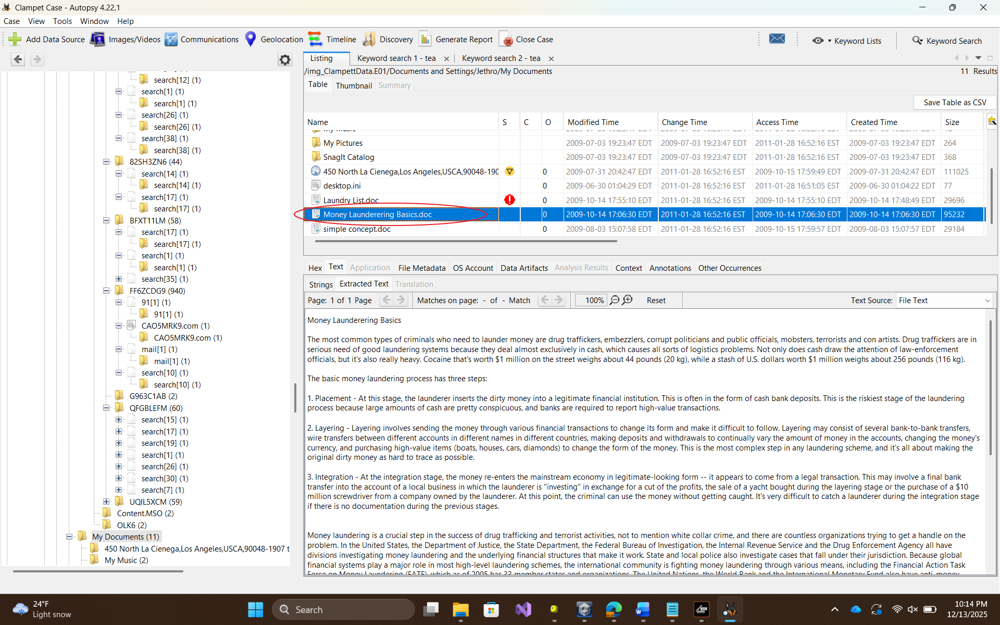 Clampet Case - Autopsy 4.22.1
Case View Tools Window Help
Add Data Source Images/Videos Communications Geolocation Timeline Discovery Generate Report Close Case Keyword Lists Keyword Search
Listing Keyword search 1 - tea Keyword search 2 - tea
/img_ClampettData.E01/Documents and Settings/Jethro/My Documents 11 Results
Table Thumbnail Summary
Save Table as CSV
Name S C O Modified Time Change Time Access Time Created Time Size
My Pictures 2009-07-03 19:23:47 EDT 2009-07-03 19:23:47 EDT 2011-01-28 16:52:16 EST 2009-07-03 19:23:47 EDT 264
SnagIt Catalog 2009-07-03 19:23:47 EDT 2009-07-03 19:23:47 EDT 2011-01-28 16:52:16 EST 2009-07-03 19:23:47 EDT 368
450 North La Cienega,Los Angeles,USCA,90048-190 0 2009-07-31 20:42:47 EDT 2011-01-28 16:52:16 EST 2009-10-15 17:59:49 EDT 2009-07-31 20:42:47 EDT 111025
desktop.ini 0 2009-06-30 01:04:29 EDT 2011-01-28 16:52:16 EST 2011-01-28 16:51:05 EST 2009-06-30 01:04:22 EDT 77
Laundry List.doc 0 2009-10-14 17:55:10 EDT 2011-01-28 16:52:16 EST 2009-10-14 17:55:10 EDT 2009-10-14 17:48:49 EDT 29696
Money Launderering Basics.doc 0 2009-10-14 17:06:30 EDT 2011-01-28 16:52:16 EST 2009-10-14 17:06:30 EDT 2009-10-14 17:06:30 EDT 95232
simple concept.doc 0 2009-08-03 15:07:58 EDT 2011-01-28 16:52:16 EST 2009-10-15 17:59:67 EDT 2009-08-03 15:07:57 EDT 29184
search[12] (1)
search[1] (1)
search[1] (1)
search[26] (1)
search[26] (1)
search[38] (1)
search[38] (1)
82SH3ZN6 (44)
search[14] (1)
search[14] (1)
search[17] (1)
search[17] (1)
BFXT11LM (58)
search[17] (1)
search[17] (1)
search[1] (1)
search[1] (1)
search[35] (1)
FF6ZCDG9 (940)
91[1] (1)
91[1] (1)
CAO5MRK9.com (1)
CAO5MRK9.com (1)
mail[1] (1)
mail[1] (1)
search[10] (1)
search[10] (1)
G963C1AB (2)
QFGBLEFM (60)
search[15] (1)
search[17] (1)
search[19] (1)
search[1] (1)
search[26] (1)
search[30] (1)
search[7] (1)
UQIL5XCM (59)
Content.MSO (2)
OLK6 (2)
My Documents (11)
450 North La Cienega,Los Angeles,USCA,90048-1907 t
My Music (2)
Hex Text Application File Metadata OS Account Data Artifacts Analysis Results Context Annotations Other Occurrences
Strings Extracted Text Translation
Page: 1 of 1 Page Matches on page: - of - Match 100% Reset Text Source: File Text
Money Launderering Basics
The most common types of criminals who need to launder money are drug traffickers, embezzlers, corrupt politicians and public officials, mobsters, terrorists and con artists. Drug traffickers are in
serious need of good laundering systems because they deal almost exclusively in cash, which causes all sorts of logistics problems. Not only does cash draw the attention of law-enforcement
officials, but it's also really heavy. Cocaine that's worth $1 million on the street weighs about 44 pounds (20 kg), while a stash of U.S. dollars worth $1 million weighs about 256 pounds (116 kg).
The basic money laundering process has three steps:
1. Placement - At this stage, the launderer inserts the dirty money into a legitimate financial institution. This is often in the form of cash bank deposits. This is the riskiest stage of the laundering
process because large amounts of cash are pretty conspicuous, and banks are required to report high-value transactions.
2. Layering - Layering involves sending the money through various financial transactions to change its form and make it difficult to follow. Layering may consist of several bank-to-bank transfers,
wire transfers between different accounts in different names in different countries, making deposits and withdrawals to continually vary the amount of money in the accounts, changing the money's
currency, and purchasing high-value items (boats, houses, cars, diamonds) to change the form of the money. This is the most complex step in any laundering scheme, and it's all about making the
original dirty money as hard to trace as possible.
3. Integration - At the integration stage, the money re-enters the mainstream economy in legitimate-looking form -- it appears to come from a legal transaction. This may involve a final bank
transfer into the account of a local business in which the launderer is "investing" in exchange for a cut of the profits, the sale of a yacht bought during the layering stage or the purchase of a $10
million screwdriver from a company owned by the launderer. At this point, the criminal can use the money without getting caught. It's very difficult to catch a launderer during the integration stage
if there is no documentation during the previous stages.
Money laundering is a crucial step in the success of drug trafficking and terrorist activities, not to mention white collar crime, and there are countless organizations trying to get a handle on the
problem. In the United States, the Department of Justice, the State Department, the Federal Bureau of Investigation, the Internal Revenue Service and the Drug Enforcement Agency all have
divisions investigating money laundering and the underlying financial structures that make it work. State and local police also investigate cases that fall under their jurisdiction. Because global
financial systems play a major role in most high-level laundering schemes, the international community is fighting money laundering through various means, including the Financial Action Task
Force on Money Laundering (FATF), which as of 2005 has 33 member states and organizations. The United Nations, the World Bank and the International Monetary Fund also have anti-money
24°F
Light snow
Search
10:14 PM
12/13/2025